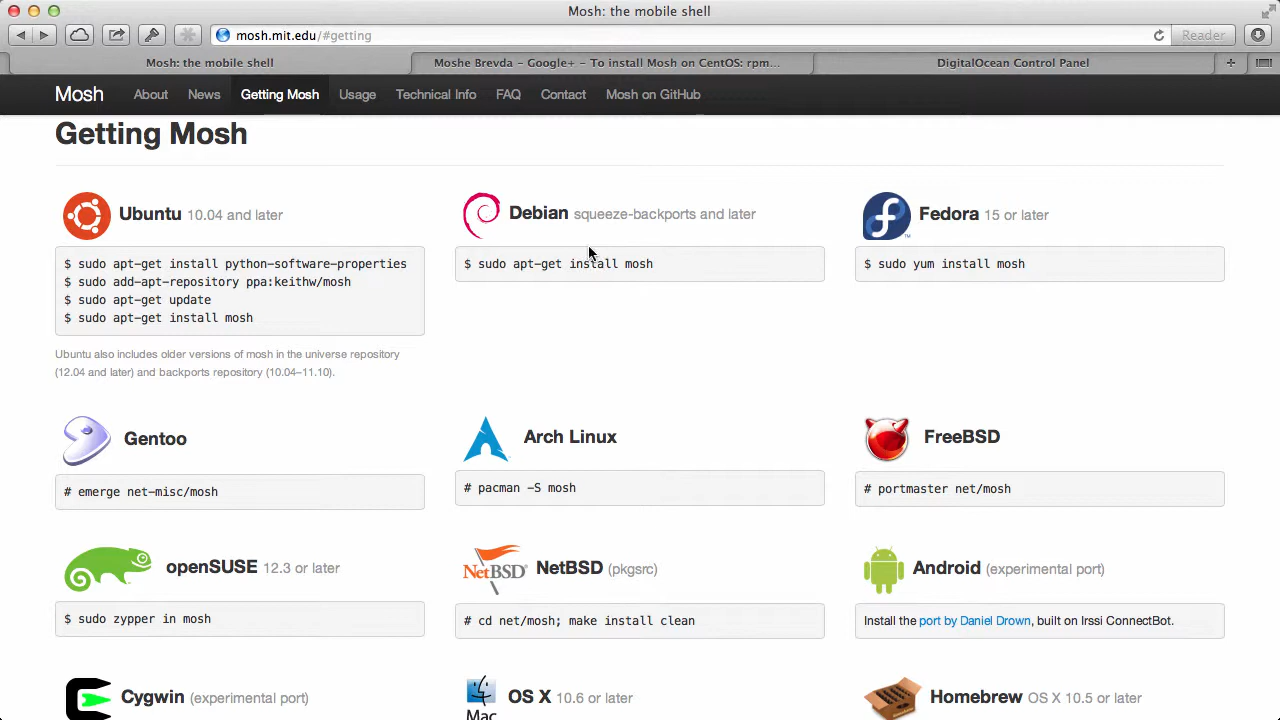 Mosh: the mobile shell
mosh.mit.edu/#getting
Reader
Mosh: the mobile shell
Moshe Brevda – Google+ – To install Mosh on CentOS: rpm...
DigitalOcean Control Panel
Mosh About News Getting Mosh Usage Technical Info FAQ Contact Mosh on GitHub
Getting Mosh
Ubuntu 10.04 and later
$ sudo apt-get install python-software-properties
$ sudo add-apt-repository ppa:keithw/mosh
$ sudo apt-get update
$ sudo apt-get install mosh
Ubuntu also includes older versions of mosh in the universe repository
(12.04 and later) and backports repository (10.04–11.10).
Debian squeeze-backports and later
$ sudo apt-get install mosh
Fedora 15 or later
$ sudo yum install mosh
Gentoo
# emerge net-misc/mosh
Arch Linux
# pacman -S mosh
FreeBSD
# portmaster net/mosh
openSUSE 12.3 or later
$ sudo zypper in mosh
NetBSD
NetBSD (pkgsrc)
# cd net/mosh; make install clean
Android (experimental port)
Install the port by Daniel Drown, built on Irssi ConnectBot.
Cygwin (experimental port)
Mac
OS X 10.6 or later
Homebrew OS X 10.5 or later